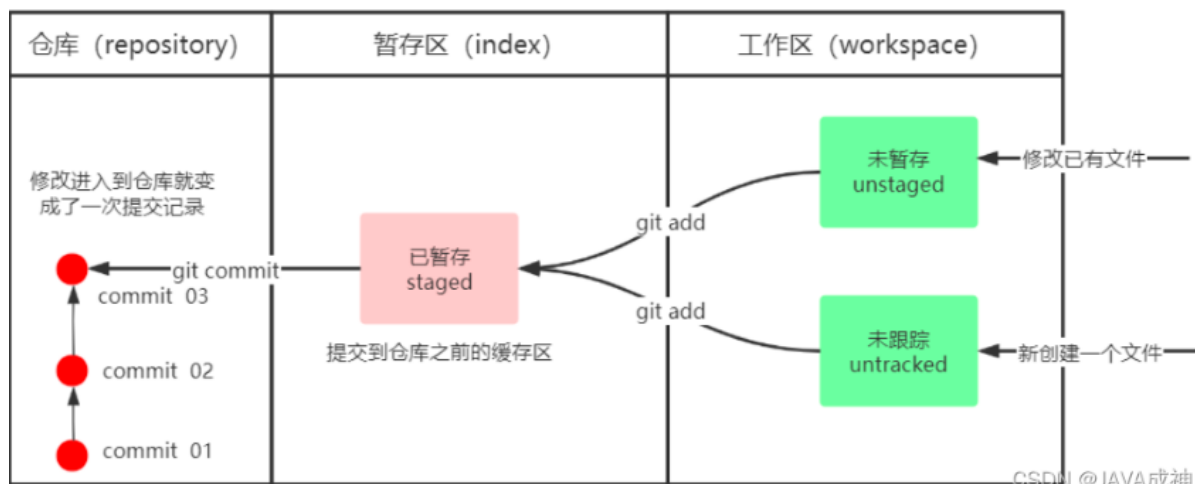 仓库（repository）
暂存区（index）
工作区（workspace）
修改进入到仓库就变
成了一次提交记录
未暂存
unstaged
修改已有文件
git add
已暂存
staged
git commit
commit 03
git add
提交到仓库之前的缓存区
未跟踪
untracked
新创建一个文件
commit 02
commit 01
CSDN @JAVA成神